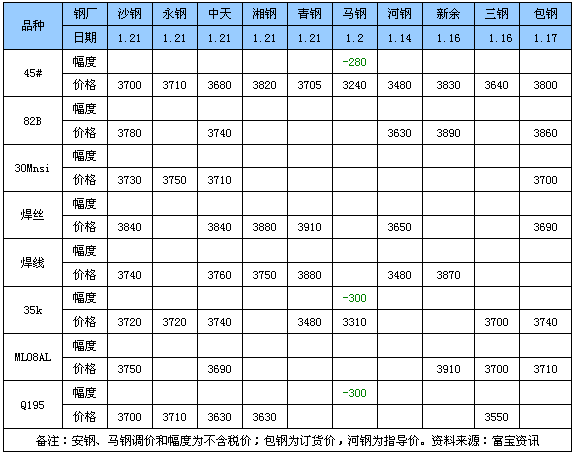 品种 钢厂 沙钢 永钢 中天 湘钢 青钢 马钢 河钢 新余 三钢 包钢
日期 1.21 1.21 1.21 1.21 1.21 1.2 1.14 1.16 1.16 1.17
45# 幅度 -280
价格 3700 3710 3680 3820 3705 3240 3480 3830 3640 3800
82B 幅度
价格 3780 3740 3630 3890 3860
30Mnsi 幅度
价格 3730 3750 3710 3700
焊丝 幅度
价格 3840 3840 3880 3910 3650 3690
焊线 幅度
价格 3740 3760 3750 3880 3480 3870
35k 幅度 -300
价格 3720 3720 3740 3480 3310 3700 3740
ML08AL 幅度
价格 3750 3690 3910 3700 3710
Q195 幅度 -300
价格 3700 3710 3630 3630 3550
备注：安钢、马钢调价和幅度为不含税价；包钢为订货价，河钢为指导价。资料来源：富宝资讯